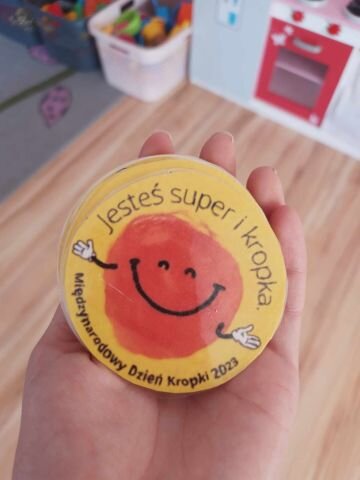 Jesteś super i kropka.
Międzynarodowy Dzień Kropki 2023